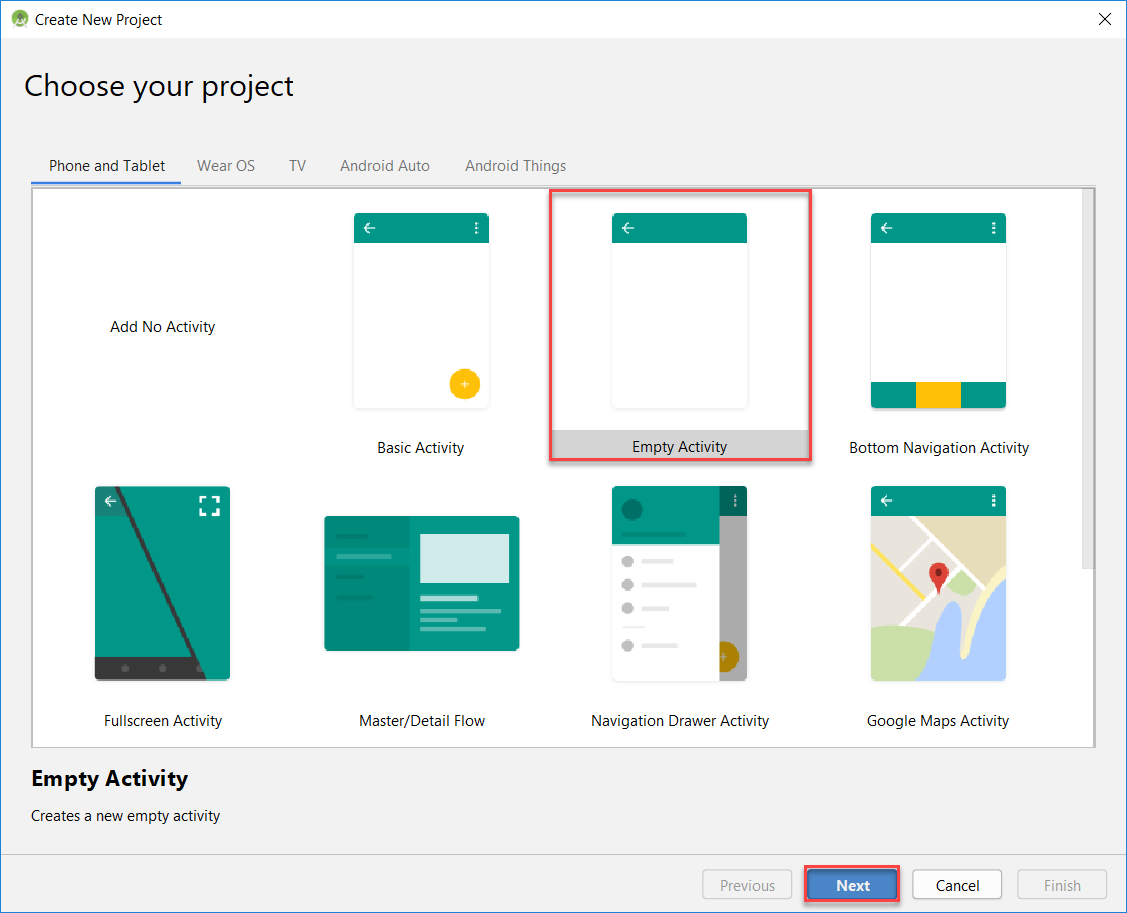 Create New Project
Choose your project
Phone and Tablet Wear OS TV Android Auto Android Things
Add No Activity
Basic Activity
Empty Activity
Bottom Navigation Activity
Fullscreen Activity
Master/Detail Flow
Navigation Drawer Activity
Google Maps Activity
Empty Activity
Creates a new empty activity
Previous Next Cancel Finish